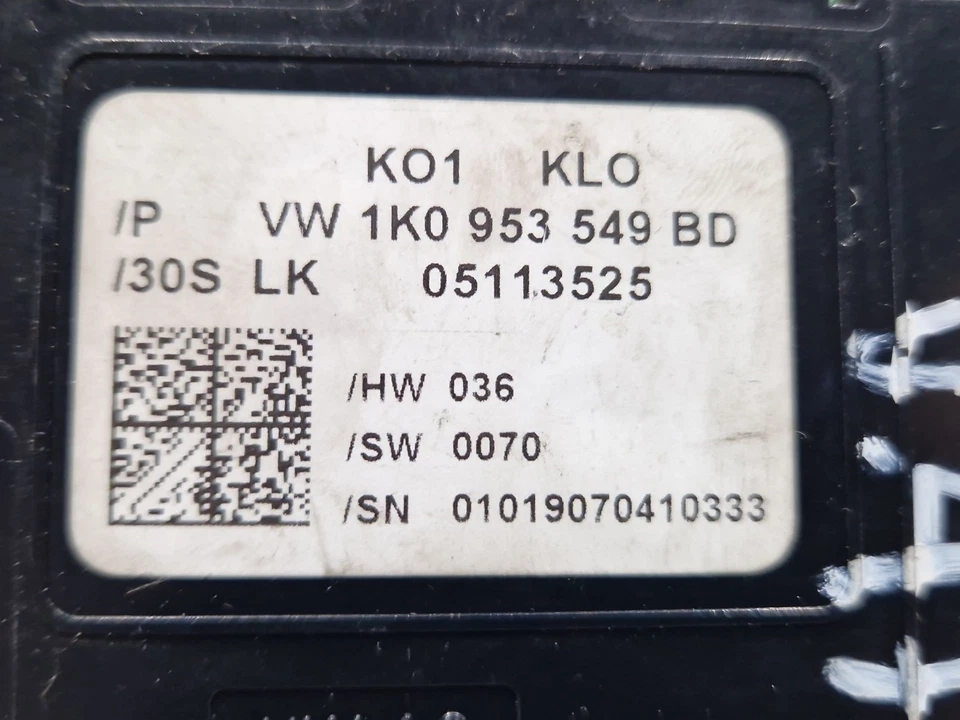 KO1 KLO
/P VW 1K0 953 549 BD
/30S LK 05113525
/HW 036
/SW 0070
/SN 01019070410333